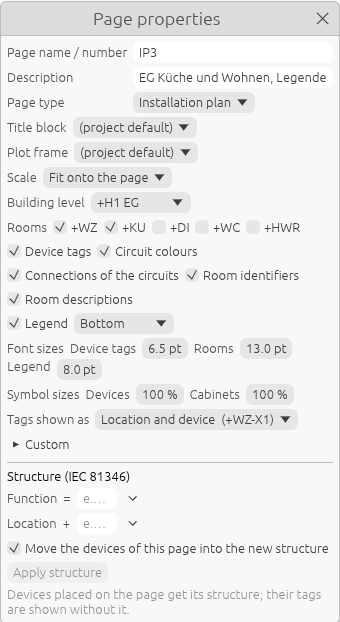 Page properties
Page name / number IP3
Description EG Küche und Wohnen, Legende
Page type Installation plan
Title block (project default)
Plot frame (project default)
Scale Fit onto the page
Building level +H1 EG
Rooms +WZ +KU +DI +WC +HWR
Device tags Circuit colours
Connections of the circuits Room identifiers
Room descriptions
Legend Bottom
Font sizes Device tags 6.5 pt Rooms 13.0 pt
Legend 8.0 pt
Symbol sizes Devices 100 % Cabinets 100 %
Tags shown as Location and device (+WZ-X1)
Custom
Structure (IEC 81346)
Function = e....
Location + e....
Move the devices of this page into the new structure
Apply structure
Devices placed on the page get its structure; their tags
are shown without it.